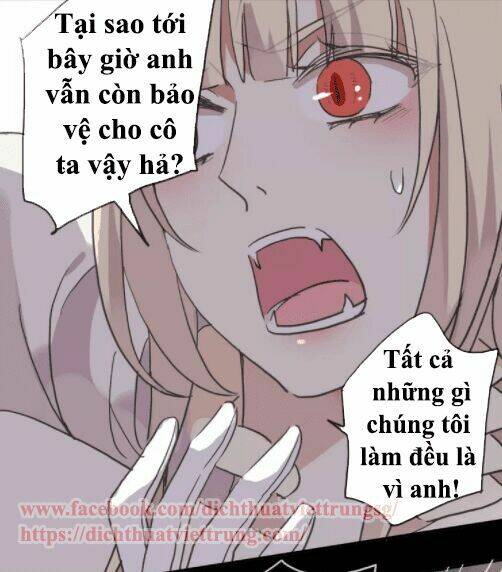 Tại sao tới
bây giờ anh
vẫn còn bảo
vệ cho cô
ta vậy hả?
Tất cả
những gì
chúng tôi
làm đều là
vì anh!
www.facebook.com/dichthuatviettrungsg/
https://dichthuatviettrung.com/